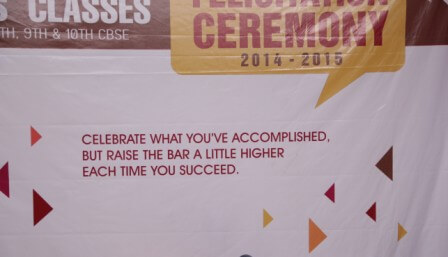 CLASSES
9TH & 10TH CBSE
FELICITATION
CEREMONY
2014 - 2015
CELEBRATE WHAT YOU'VE ACCOMPLISHED,
BUT RAISE THE BAR A LITTLE HIGHER
EACH TIME YOU SUCCEED.